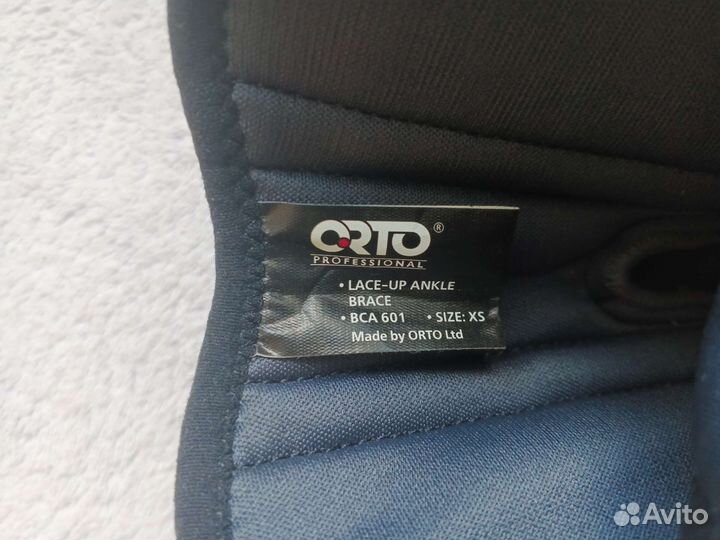 ORTO®
PROFESSIONAL
• LACE-UP ANKLE
BRACE
• BCA 601 • SIZE: XS
Made by ORTO Ltd
Avito